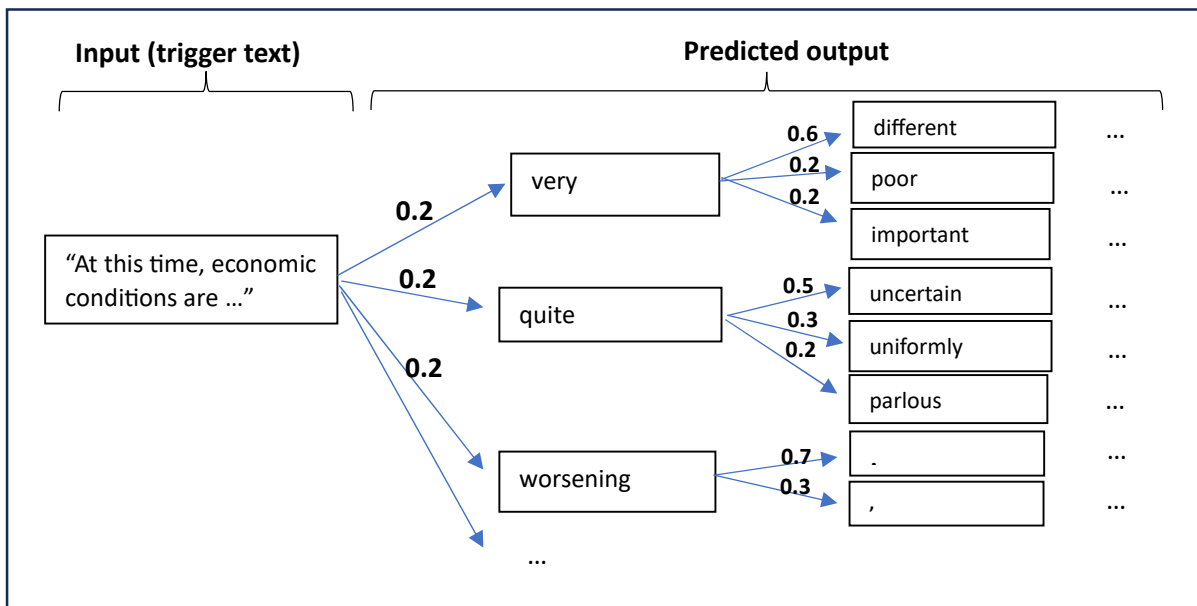 Input (trigger text)
Predicted output
“At this time, economic
conditions are …”
0.2
0.2
0.2
very
quite
worsening
...
0.6
0.2
0.2
different
poor
important
0.5
0.3
0.2
uncertain
uniformly
parlous
0.7
0.3
.
,
...
...
...
...
...
...
...
...